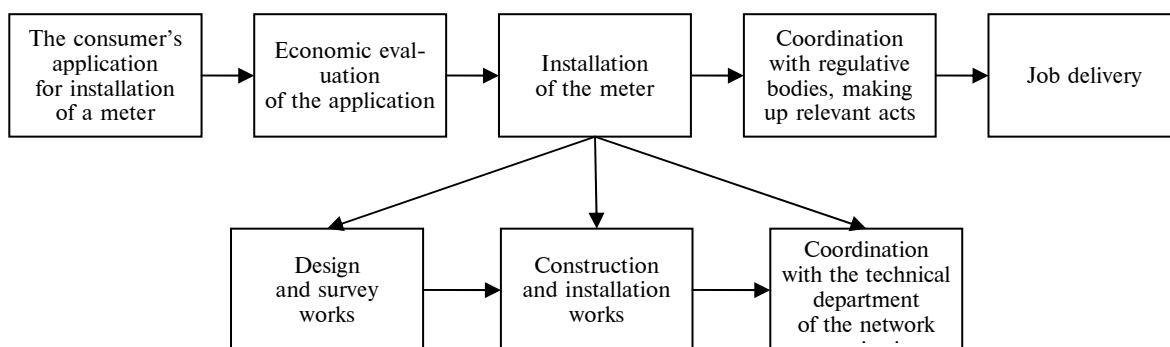 The consumer's
application
for installation
of a meter
Economic eval-
uation
of the application
Installation
of the meter
Coordination
with regulative
bodies, making
up relevant acts
Job delivery
Design
and survey
works
Construction
and installation
works
Coordination
with the technical
department
of the network